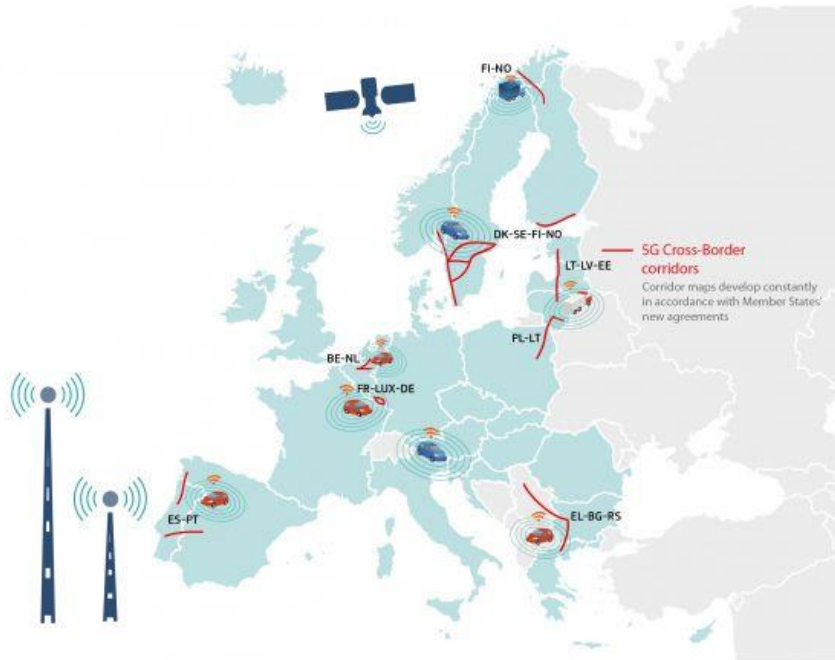 FI-NO
DK-SE-FI-NO
5G Cross-Border
corridors
LT-LV-EE
Corridor maps develop constantly
in accordance with Member States'
new agreements
PL-LT
BE-NL
FR-LUX-DE
ES-PT
EL-BG-RS